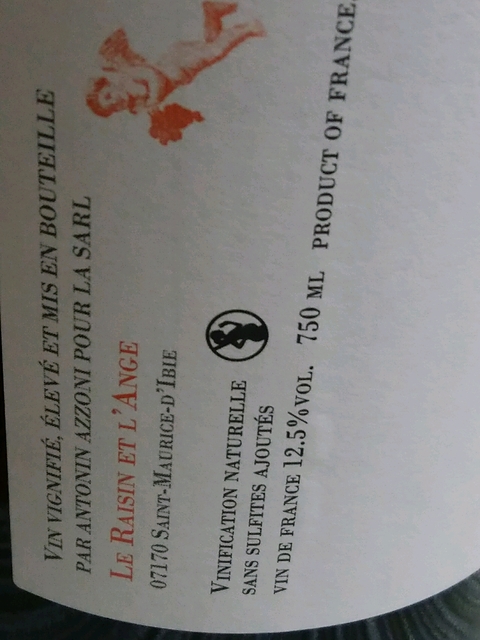 VIN VIGNIFIÉ, ÉLEVÉ ET MIS EN BOUTEILLE
PAR ANTONIN AZZONI POUR LA SARL
LE RAISIN ET L'ANGE
07170 SAINT-MAURICE-D'IBIE
VINIFICATION NATURELLE
SANS SULFITES AJOUTÉS
VIN DE FRANCE 12.5%VOL. 750 ML PRODUCT OF FRANCE